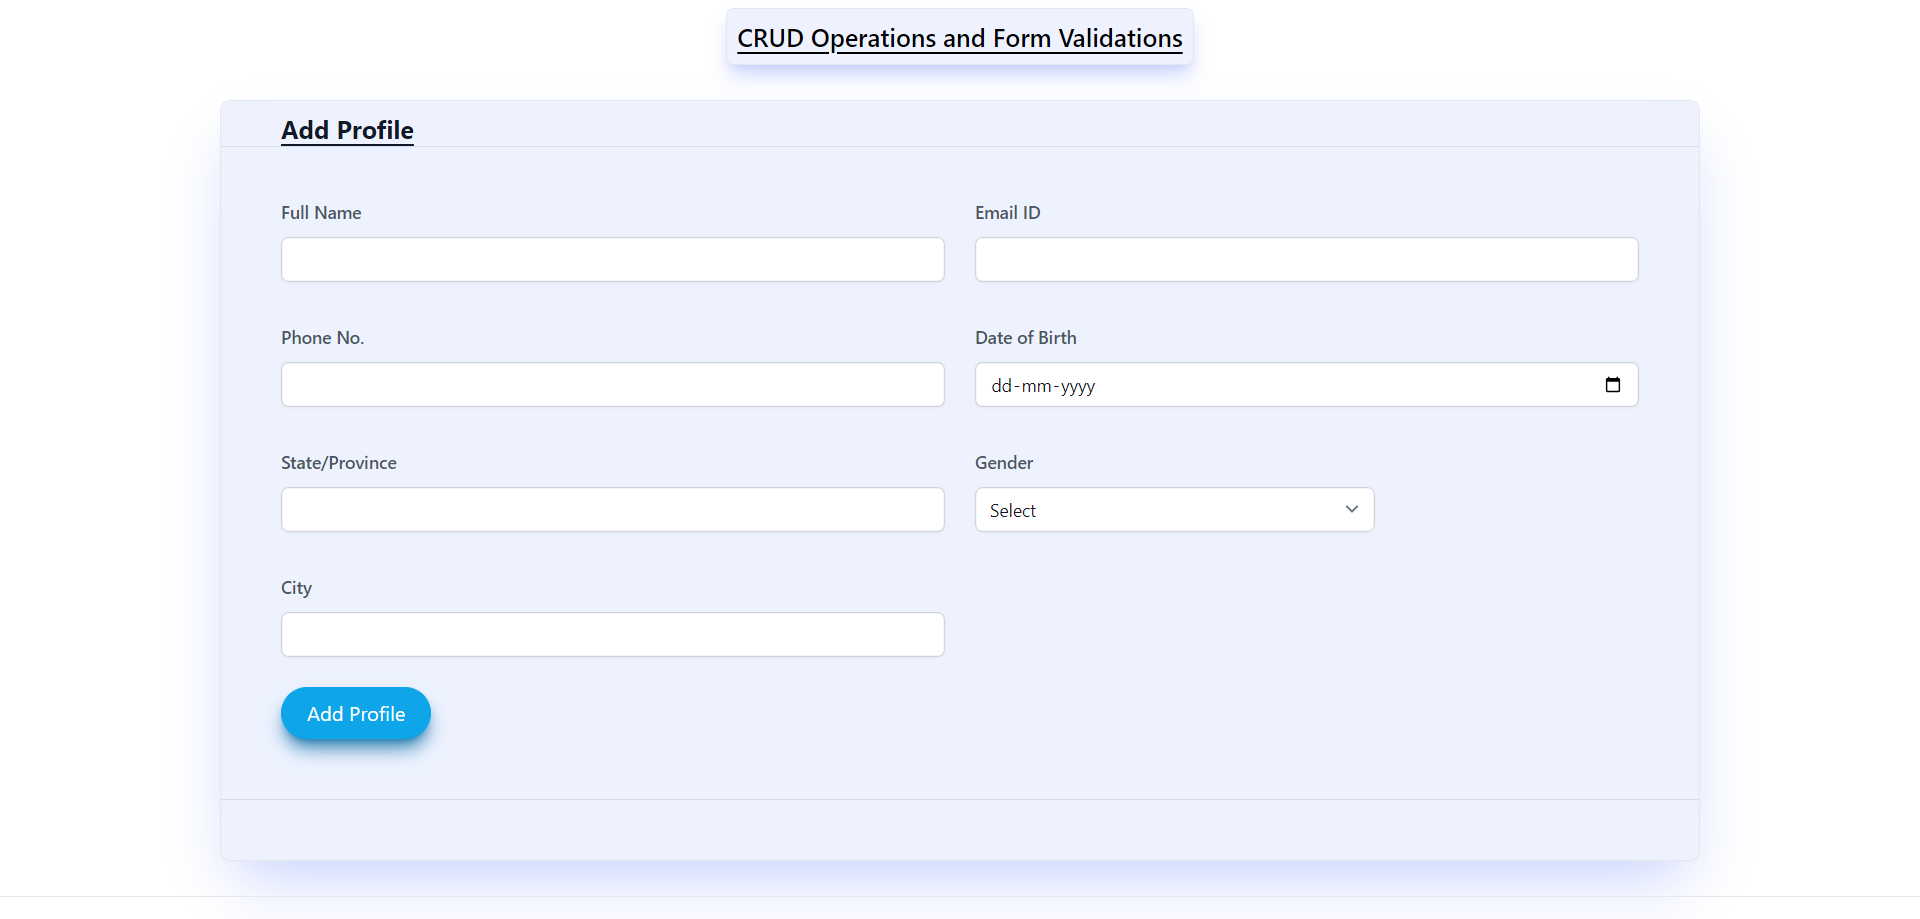 CRUD Operations and Form Validations
Add Profile
Full Name
Email ID
Phone No.
Date of Birth
dd-mm-yyyy
State/Province
Gender
Select
City
Add Profile